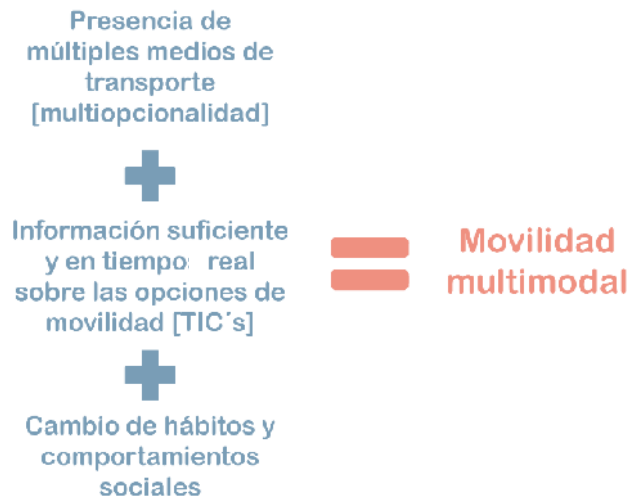 Presencia de
múltiples medios de
transporte
[multiopcionalidad]
+
Información suficiente
y en tiempo: real
sobre las opciones de
movilidad [TIC´s]
+
Cambio de hábitos y
comportamientos
sociales
=
Movilidad
multimodal